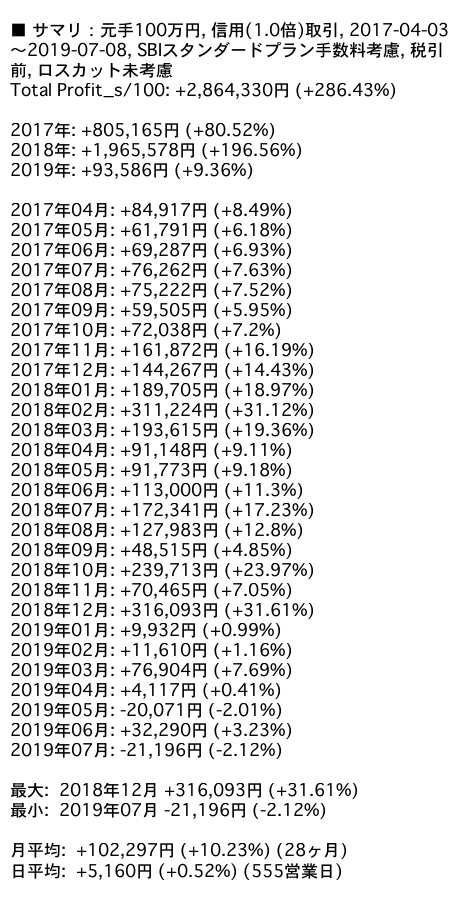 ■ サマリ：元手100万円, 信用(1.0倍)取引, 2017-04-03
〜2019-07-08, SBIスタンダードプラン手数料考慮, 税引
前, ロスカット未考慮
Total Profit_s/100: +2,864,330円 (+286.43%)
2017年: +805,165円 (+80.52%)
2018年: +1,965,578円 (+196.56%)
2019年: +93,586円 (+9.36%)
2017年04月: +84,917円 (+8.49%)
2017年05月: +61,791円 (+6.18%)
2017年06月: +69,287円 (+6.93%)
2017年07月: +76,262円 (+7.63%)
2017年08月: +75,222円 (+7.52%)
2017年09月: +59,505円 (+5.95%)
2017年10月: +72,038円 (+7.2%)
2017年11月: +161,872円 (+16.19%)
2017年12月: +144,267円 (+14.43%)
2018年01月: +189,705円 (+18.97%)
2018年02月: +311,224円 (+31.12%)
2018年03月: +193,615円 (+19.36%)
2018年04月: +91,148円 (+9.11%)
2018年05月: +91,773円 (+9.18%)
2018年06月: +113,000円 (+11.3%)
2018年07月: +172,341円 (+17.23%)
2018年08月: +127,983円 (+12.8%)
2018年09月: +48,515円 (+4.85%)
2018年10月: +239,713円 (+23.97%)
2018年11月: +70,465円 (+7.05%)
2018年12月: +316,093円 (+31.61%)
2019年01月: +9,932円 (+0.99%)
2019年02月: +11,610円 (+1.16%)
2019年03月: +76,904円 (+7.69%)
2019年04月: +4,117円 (+0.41%)
2019年05月: -20,071円 (-2.01%)
2019年06月: +32,290円 (+3.23%)
2019年07月: -21,196円 (-2.12%)
最大: 2018年12月 +316,093円 (+31.61%)
最小: 2019年07月 -21,196円 (-2.12%)
月平均: +102,297円 (+10.23%) (28ヶ月)
日平均: +5,160円 (+0.52%) (555営業日)